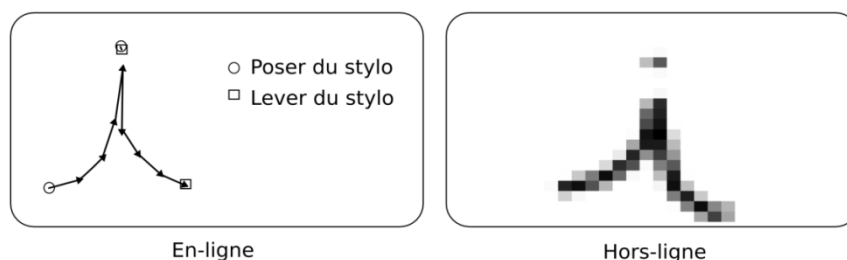 Poser du stylo
Lever du stylo
En-ligne
Hors-ligne